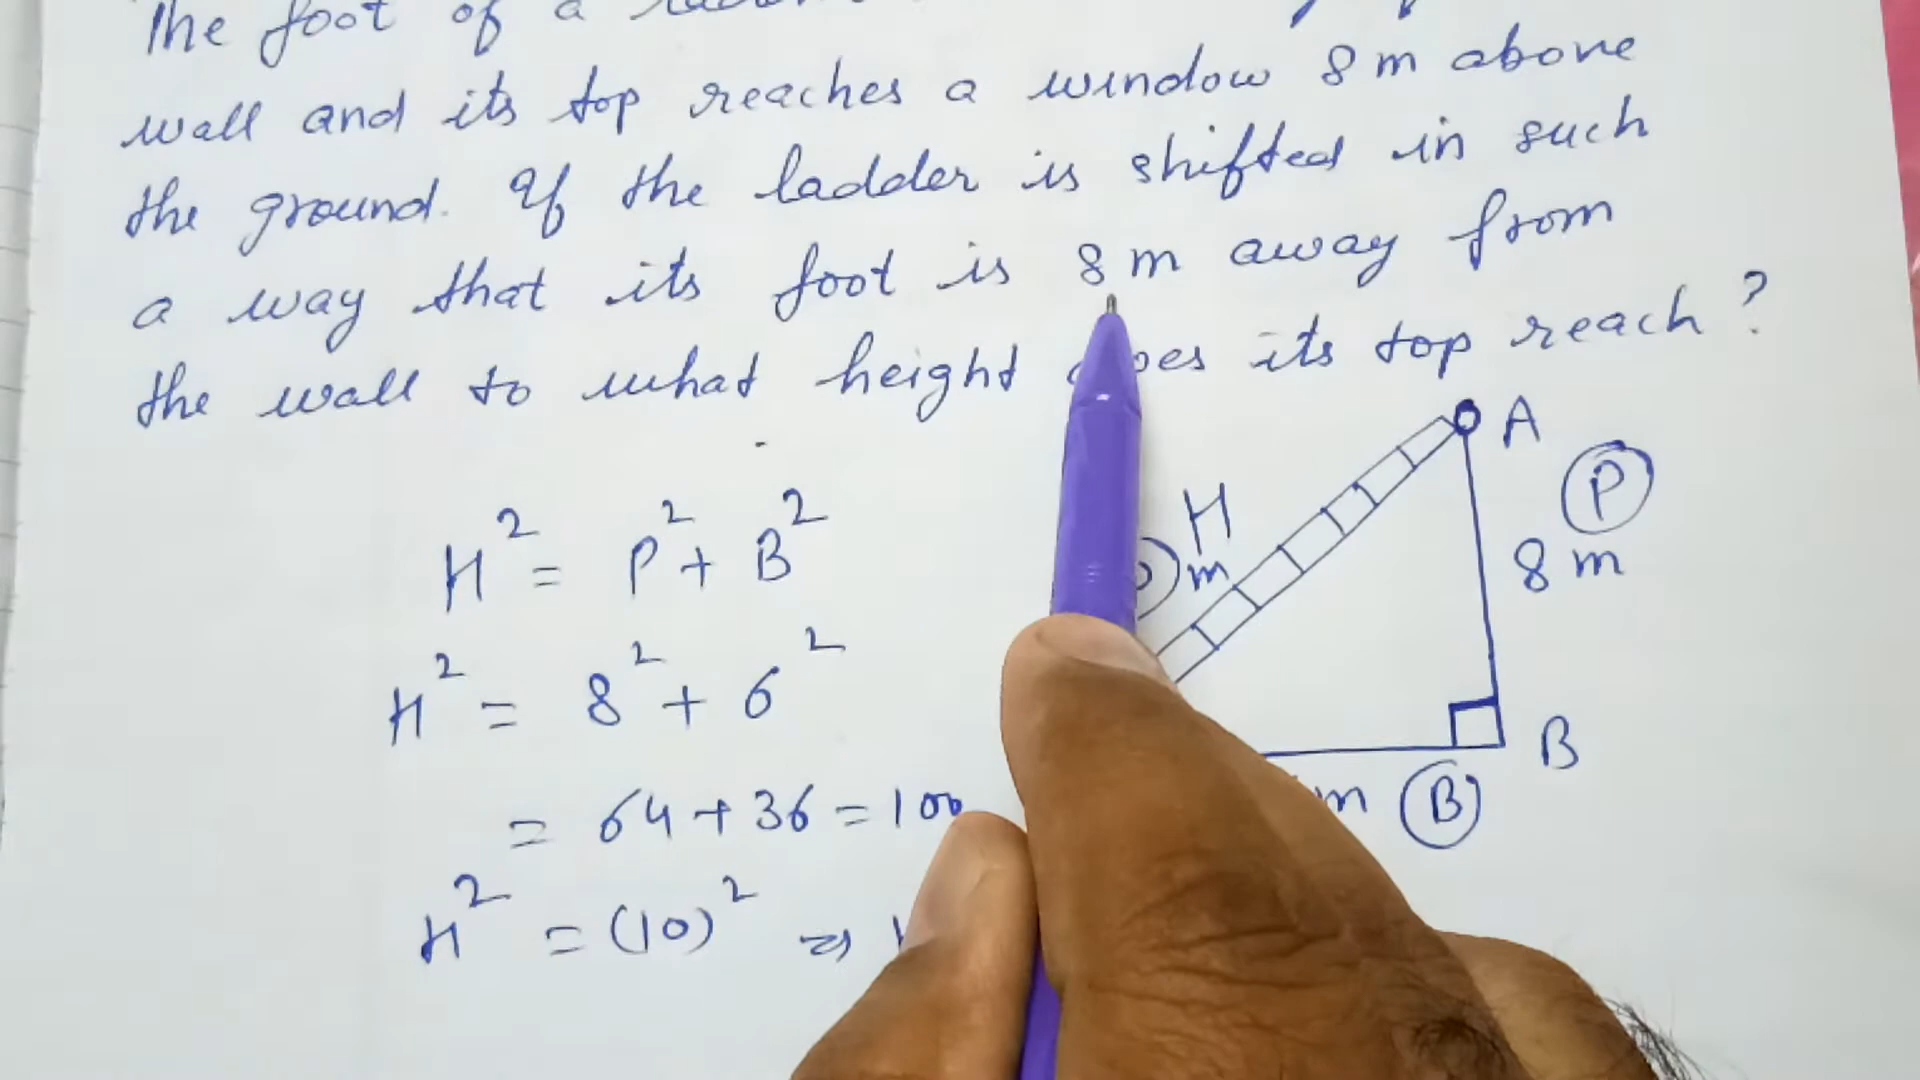 The foot of a
wall and its top reaches a window 8 m above
the ground. If the ladder is shifted in such
a way that its foot is 8 m away from
the wall to what height its top reach ?
A
P
H² = P² + B²
H
m
8 m
H² = 8² + 6²
B
= 64 + 36 = 100
m B
H² = (10)² ⇒